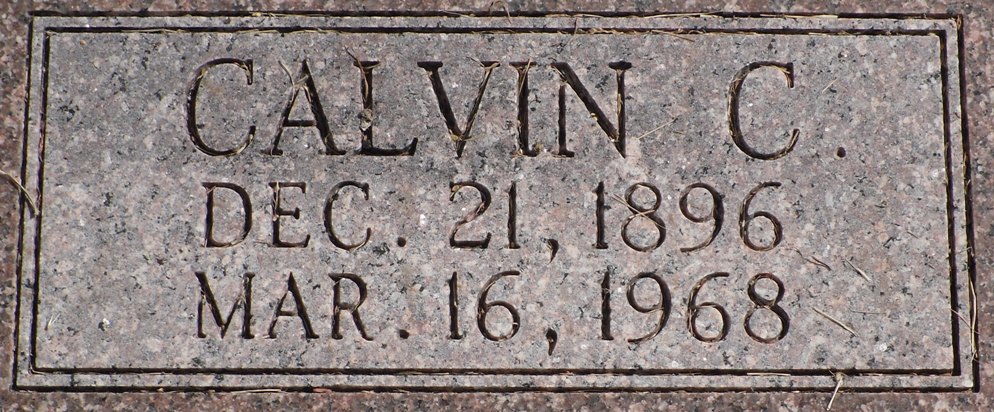 CALVIN C.
DEC. 21, 1896
MAR. 16, 1968